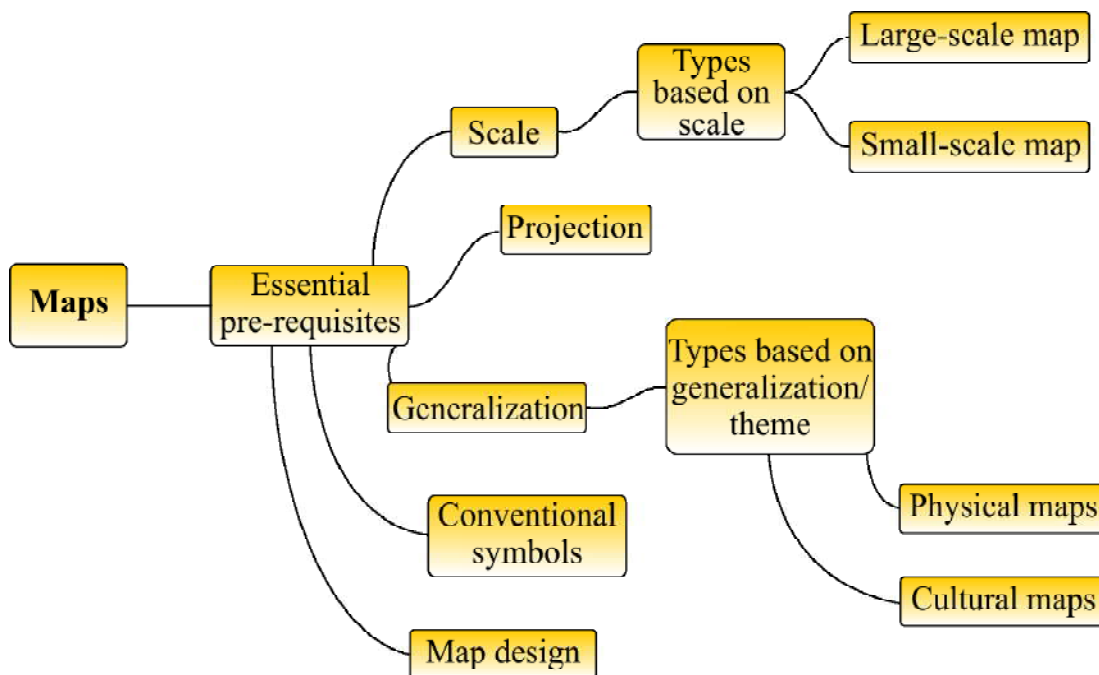 Maps
Essential
pre-requisites
Scale
Types
based on
scale
Large-scale map
Small-scale map
Projection
Generalization
Types based on
generalization/
theme
Physical maps
Cultural maps
Conventional
symbols
Map design